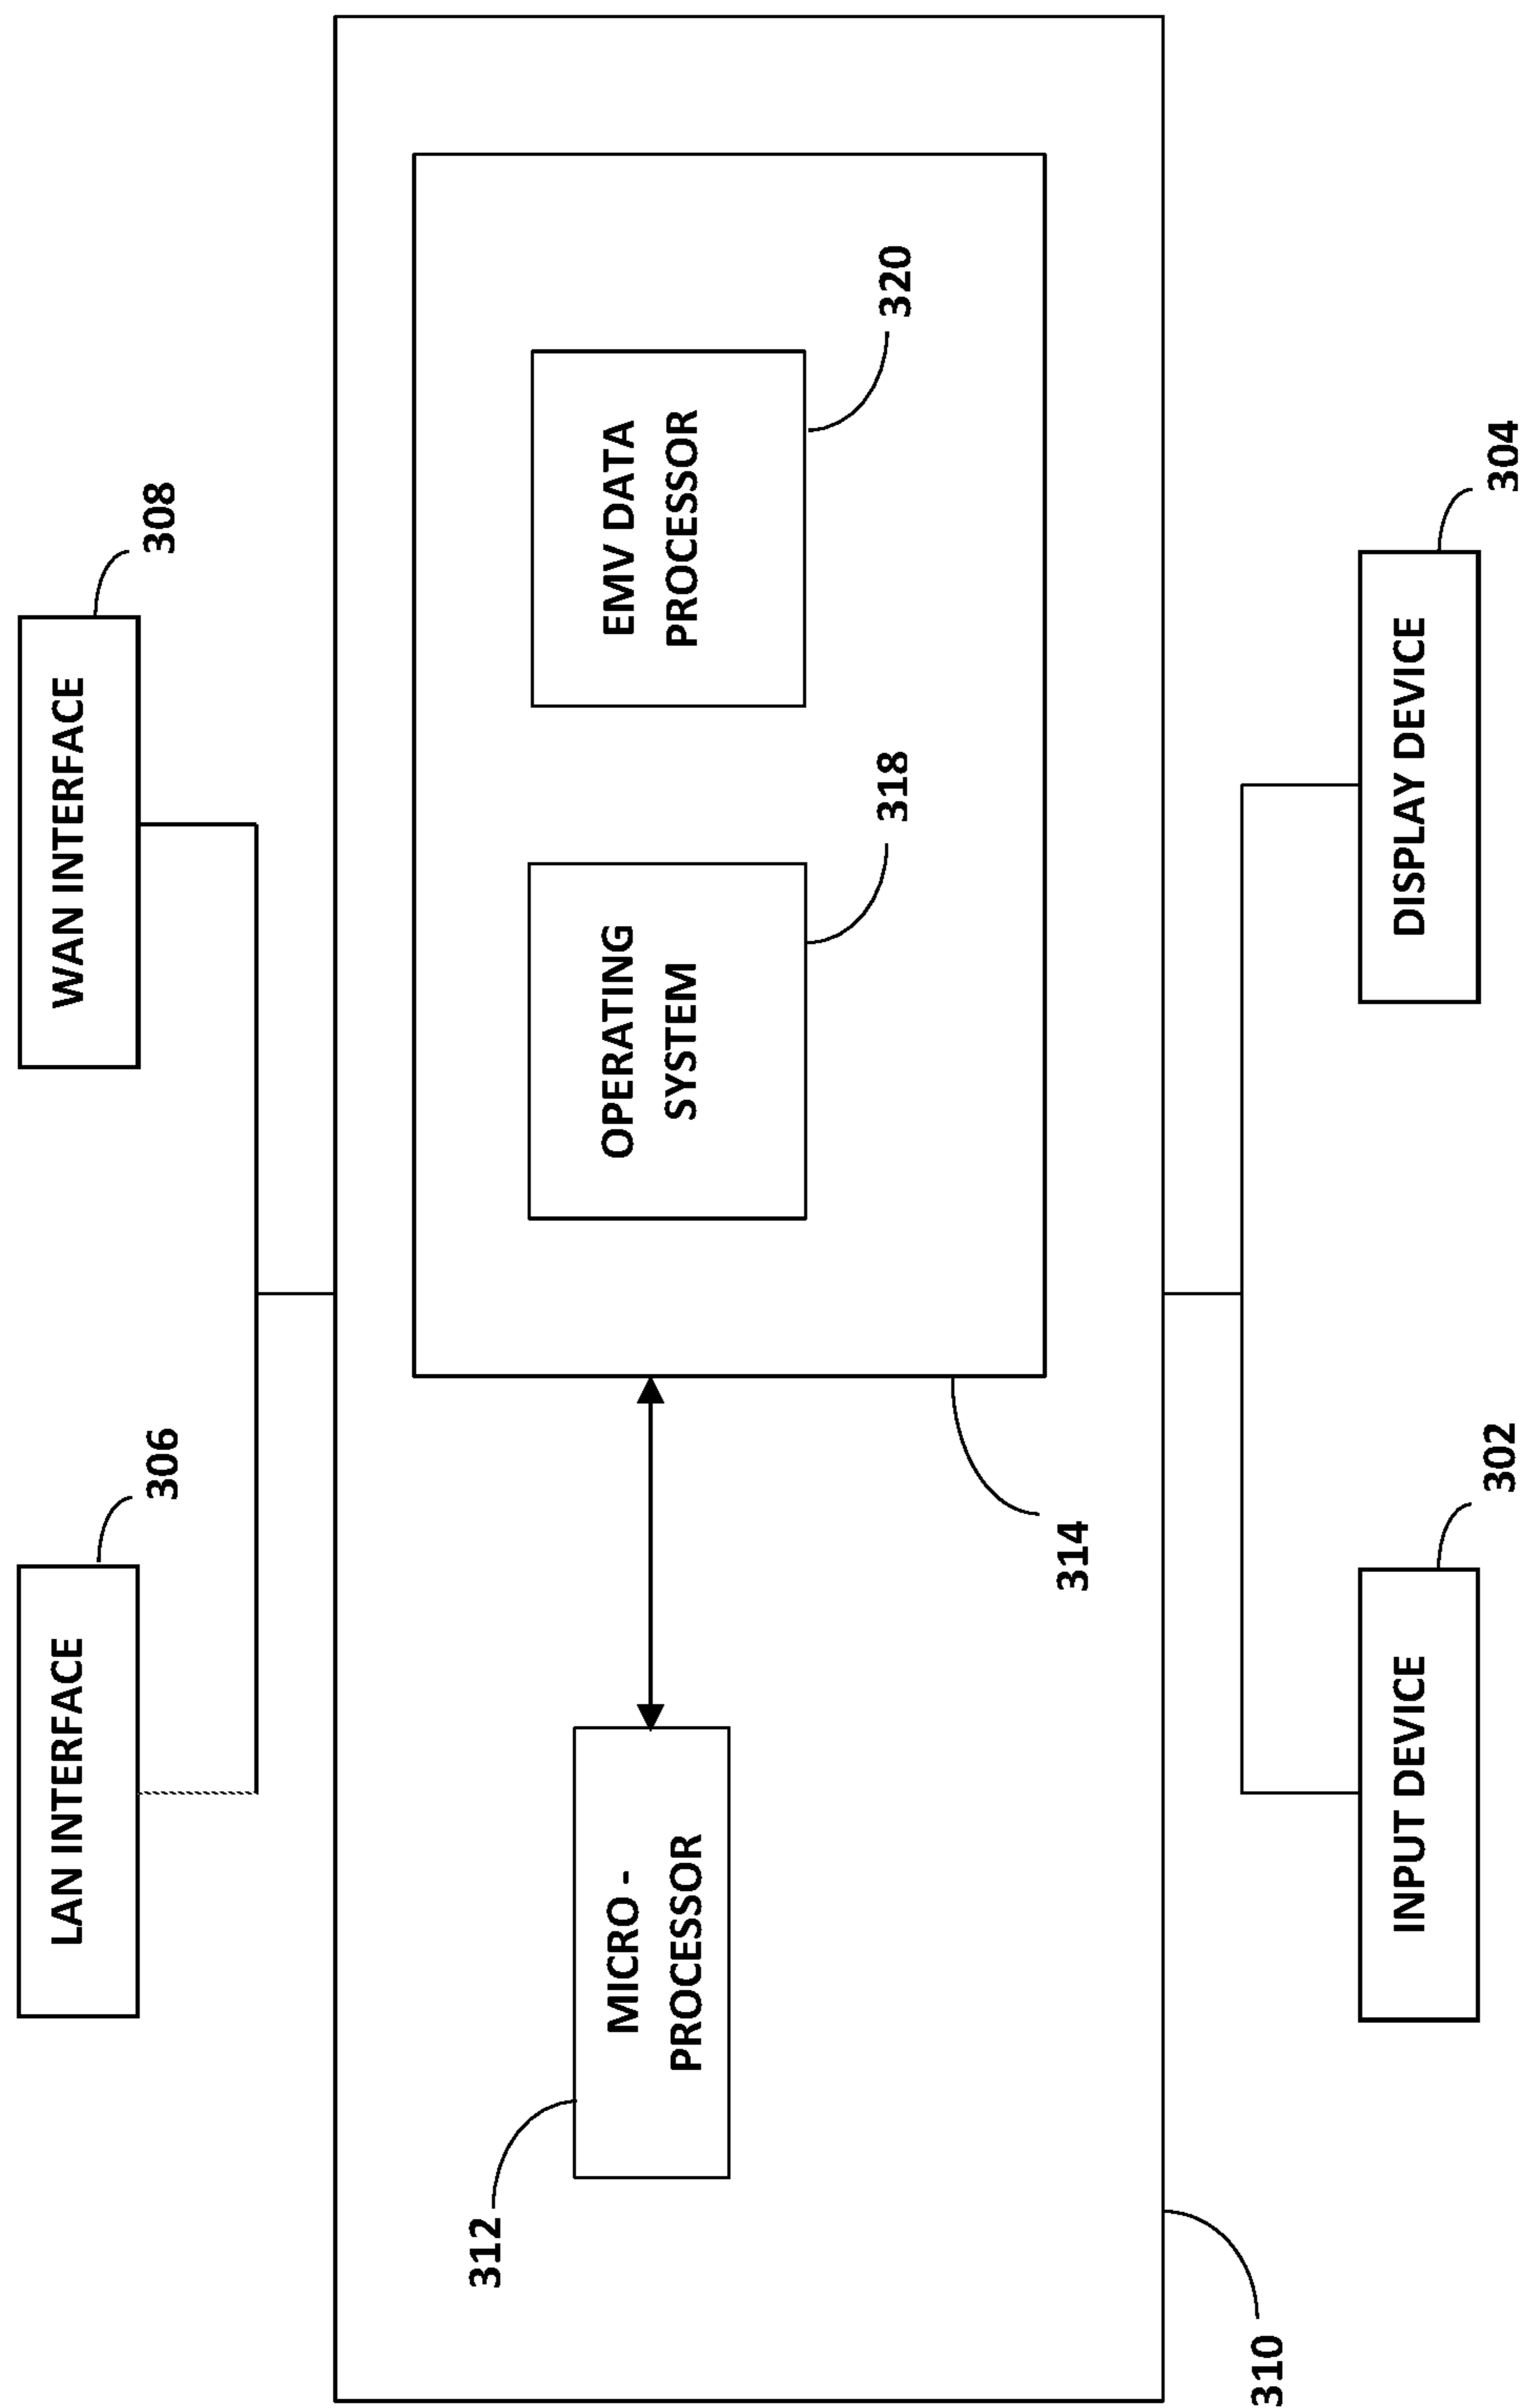 LAN INTERFACE
306
WAN INTERFACE
308
312
MICRO -
PROCESSOR
OPERATING
SYSTEM
318
EMV DATA
PROCESSOR
320
314
310
INPUT DEVICE
302
DISPLAY DEVICE
304